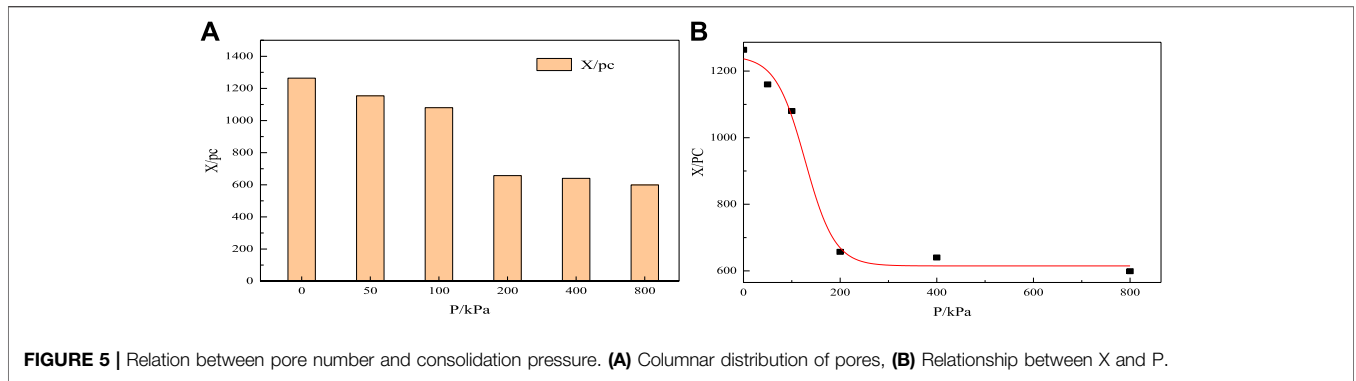 A
1400
1200
1000
800
600
400
200
0
X/pc
X/pc
0 50 100 200 400 800
P/kPa
B
1200
1000
800
600
X/PC
0 200 400 600 800
P/kPa
FIGURE 5 | Relation between pore number and consolidation pressure. (A) Columnar distribution of pores, (B) Relationship between X and P.